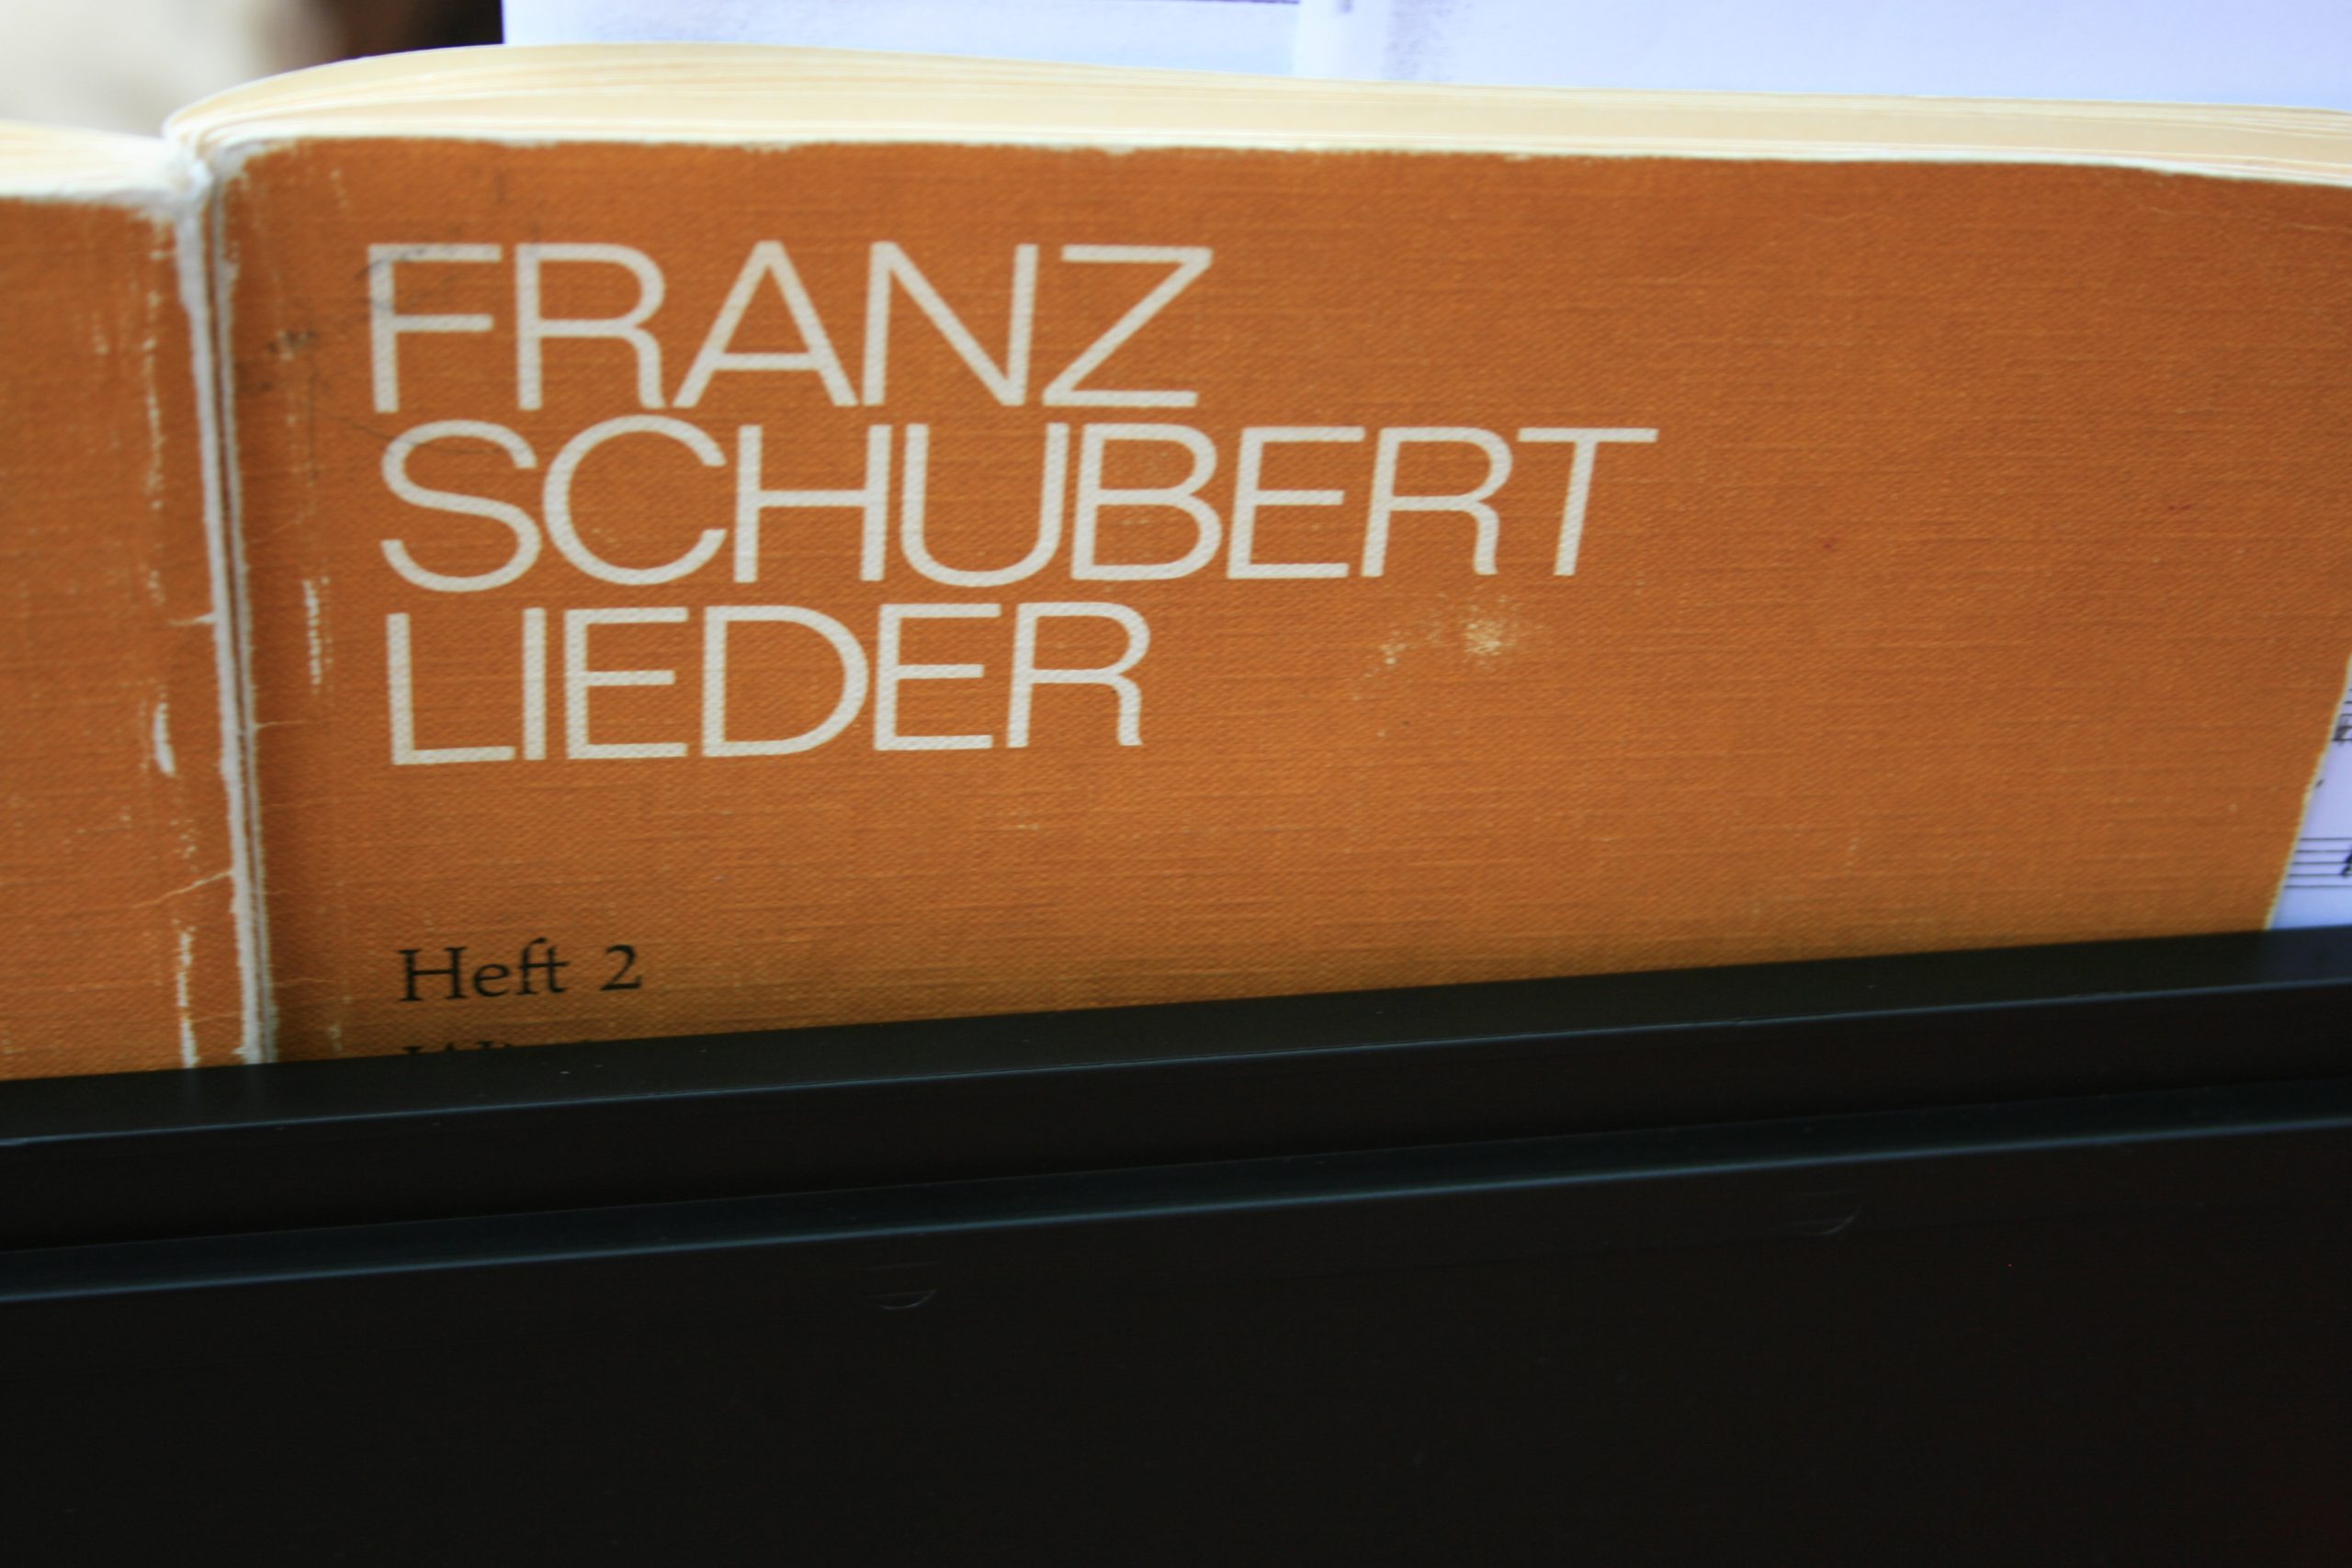 FRANZ
SCHUBERT
LIEDER
Heft 2